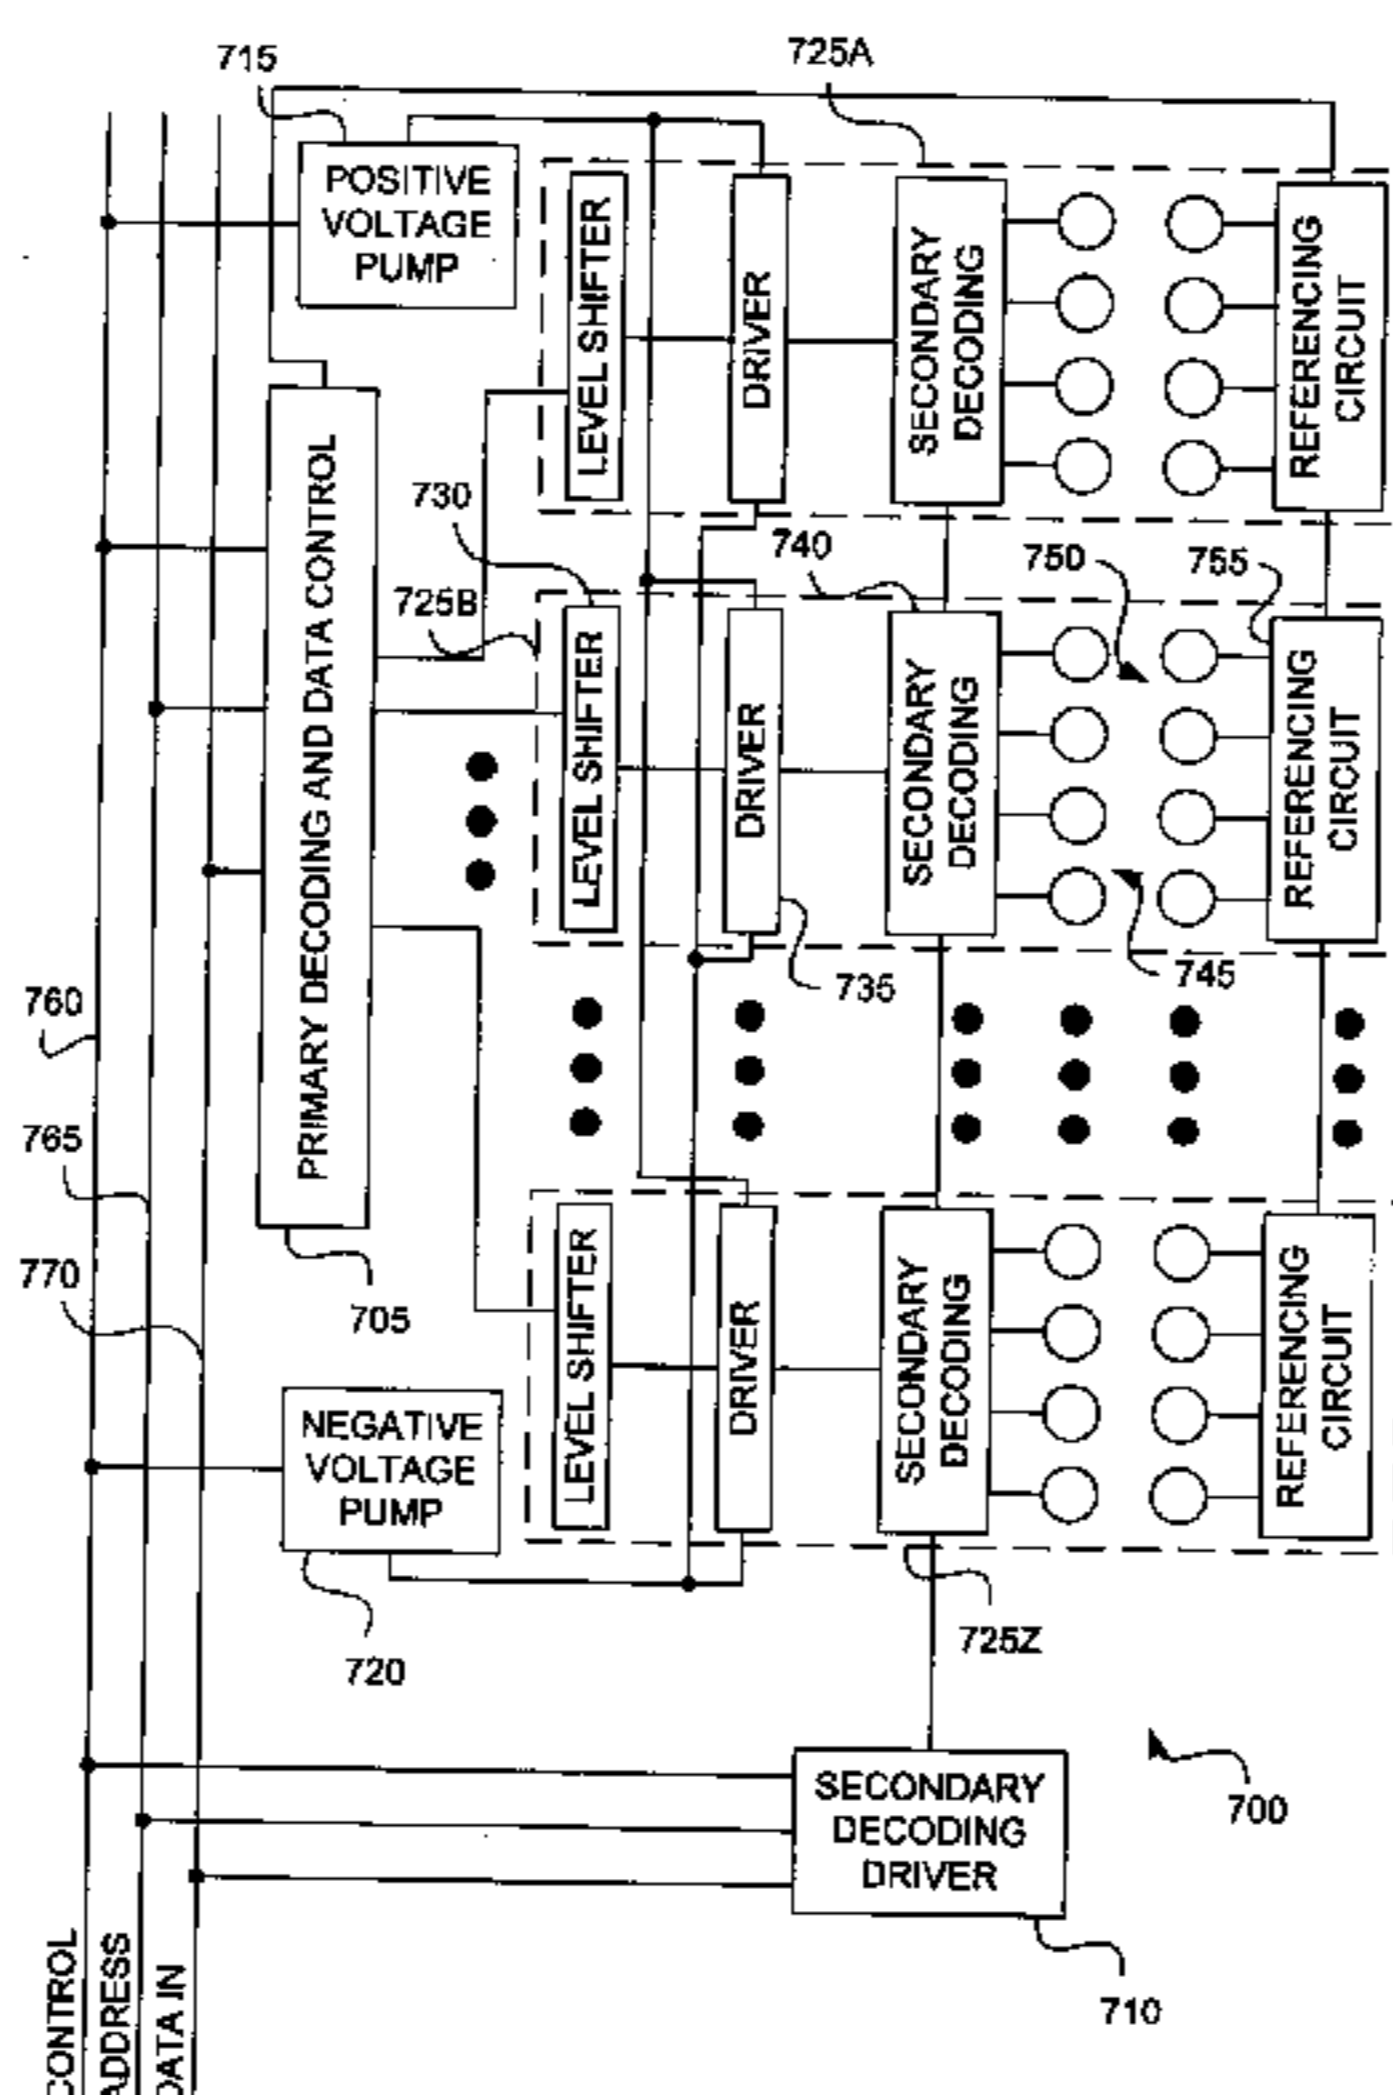 715
725A
POSITIVE
VOLTAGE
PUMP
LEVEL SHIFTER
DRIVER
SECONDARY
DECODING
REFERENCING
CIRCUIT
730
725B
740
750
755
PRIMARY DECODING AND DATA CONTROL
LEVEL SHIFTER
DRIVER
SECONDARY
DECODING
REFERENCING
CIRCUIT
735
745
760
765
770
705
LEVEL SHIFTER
DRIVER
SECONDARY
DECODING
REFERENCING
CIRCUIT
NEGATIVE
VOLTAGE
PUMP
720
725Z
SECONDARY
DECODING
DRIVER
700
710
CONTROL
ADDRESS
DATA IN